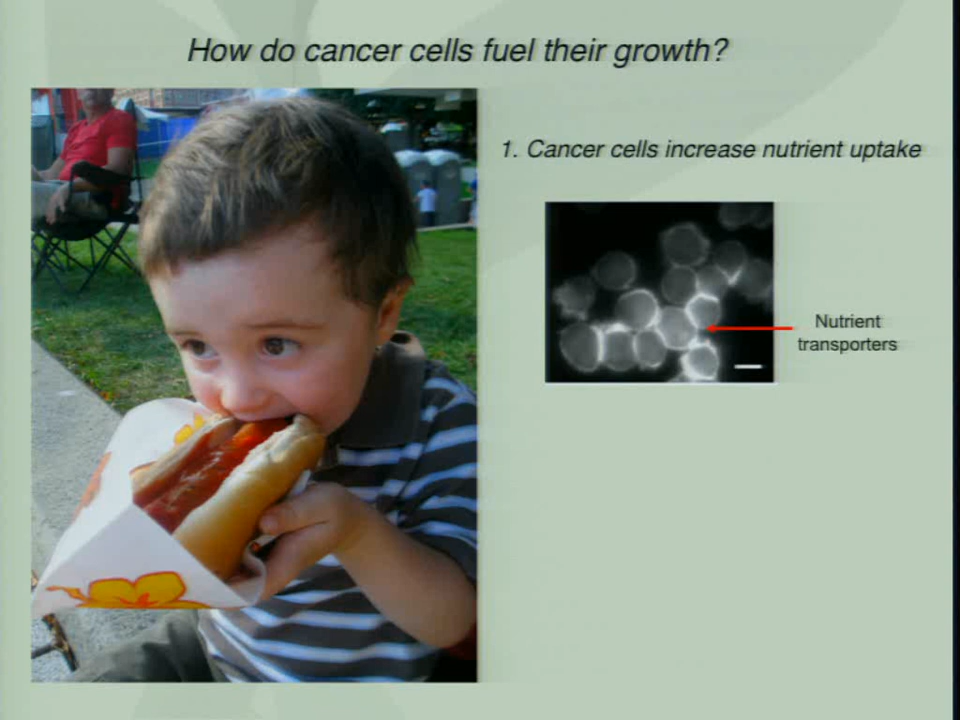 How do cancer cells fuel their growth?
1. Cancer cells increase nutrient uptake
Nutrient
transporters